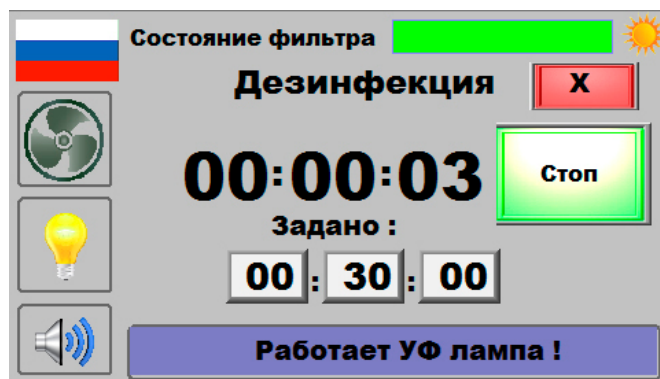 Состояние фильтра
Дезинфекция
X
00:00:03
Стоп
Задано :
00 : 30 : 00
Работает УФ лампа !